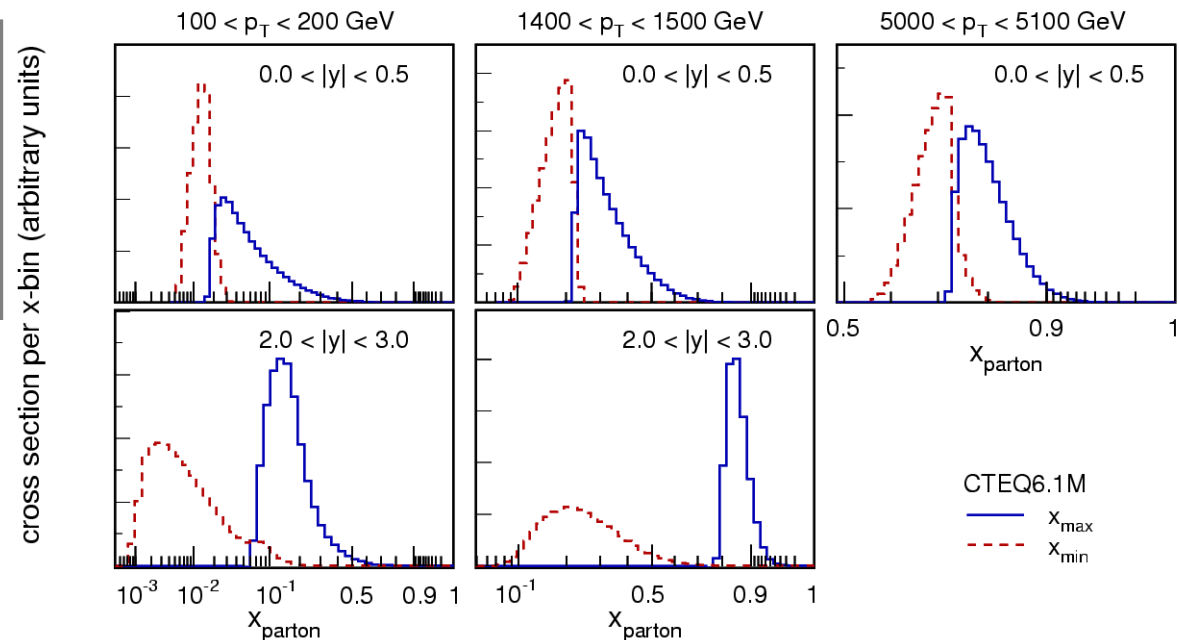 100 < p_T < 200 GeV
1400 < p_T < 1500 GeV
5000 < p_T < 5100 GeV
cross section per x-bin (arbitrary units)
0.0 < |y| < 0.5
0.0 < |y| < 0.5
0.0 < |y| < 0.5
0.5 0.9 1
x_parton
2.0 < |y| < 3.0
2.0 < |y| < 3.0
10^-3 10^-2 10^-1 0.5 0.9 1
x_parton
10^-1 0.5 0.9 1
x_parton
CTEQ6.1M
x_max
x_min